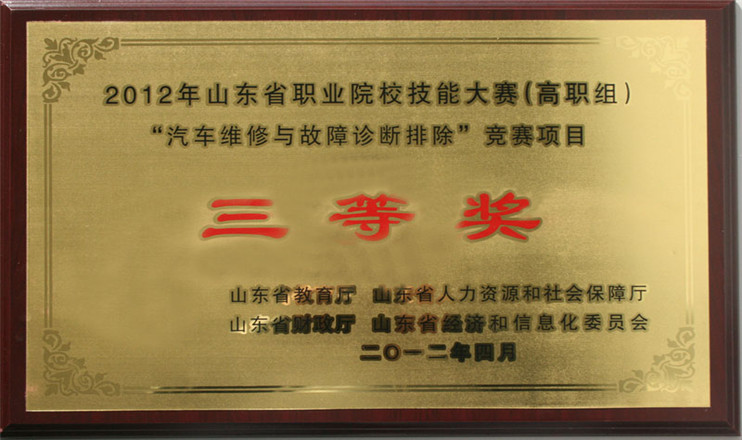 2012年山东省职业院校技能大赛(高职组)
“汽车维修与故障诊断排除”竞赛项目
三等奖
山东省教育厅 山东省人力资源和社会保障厅
山东省财政厅 山东省经济和信息化委员会
二〇一二年四月